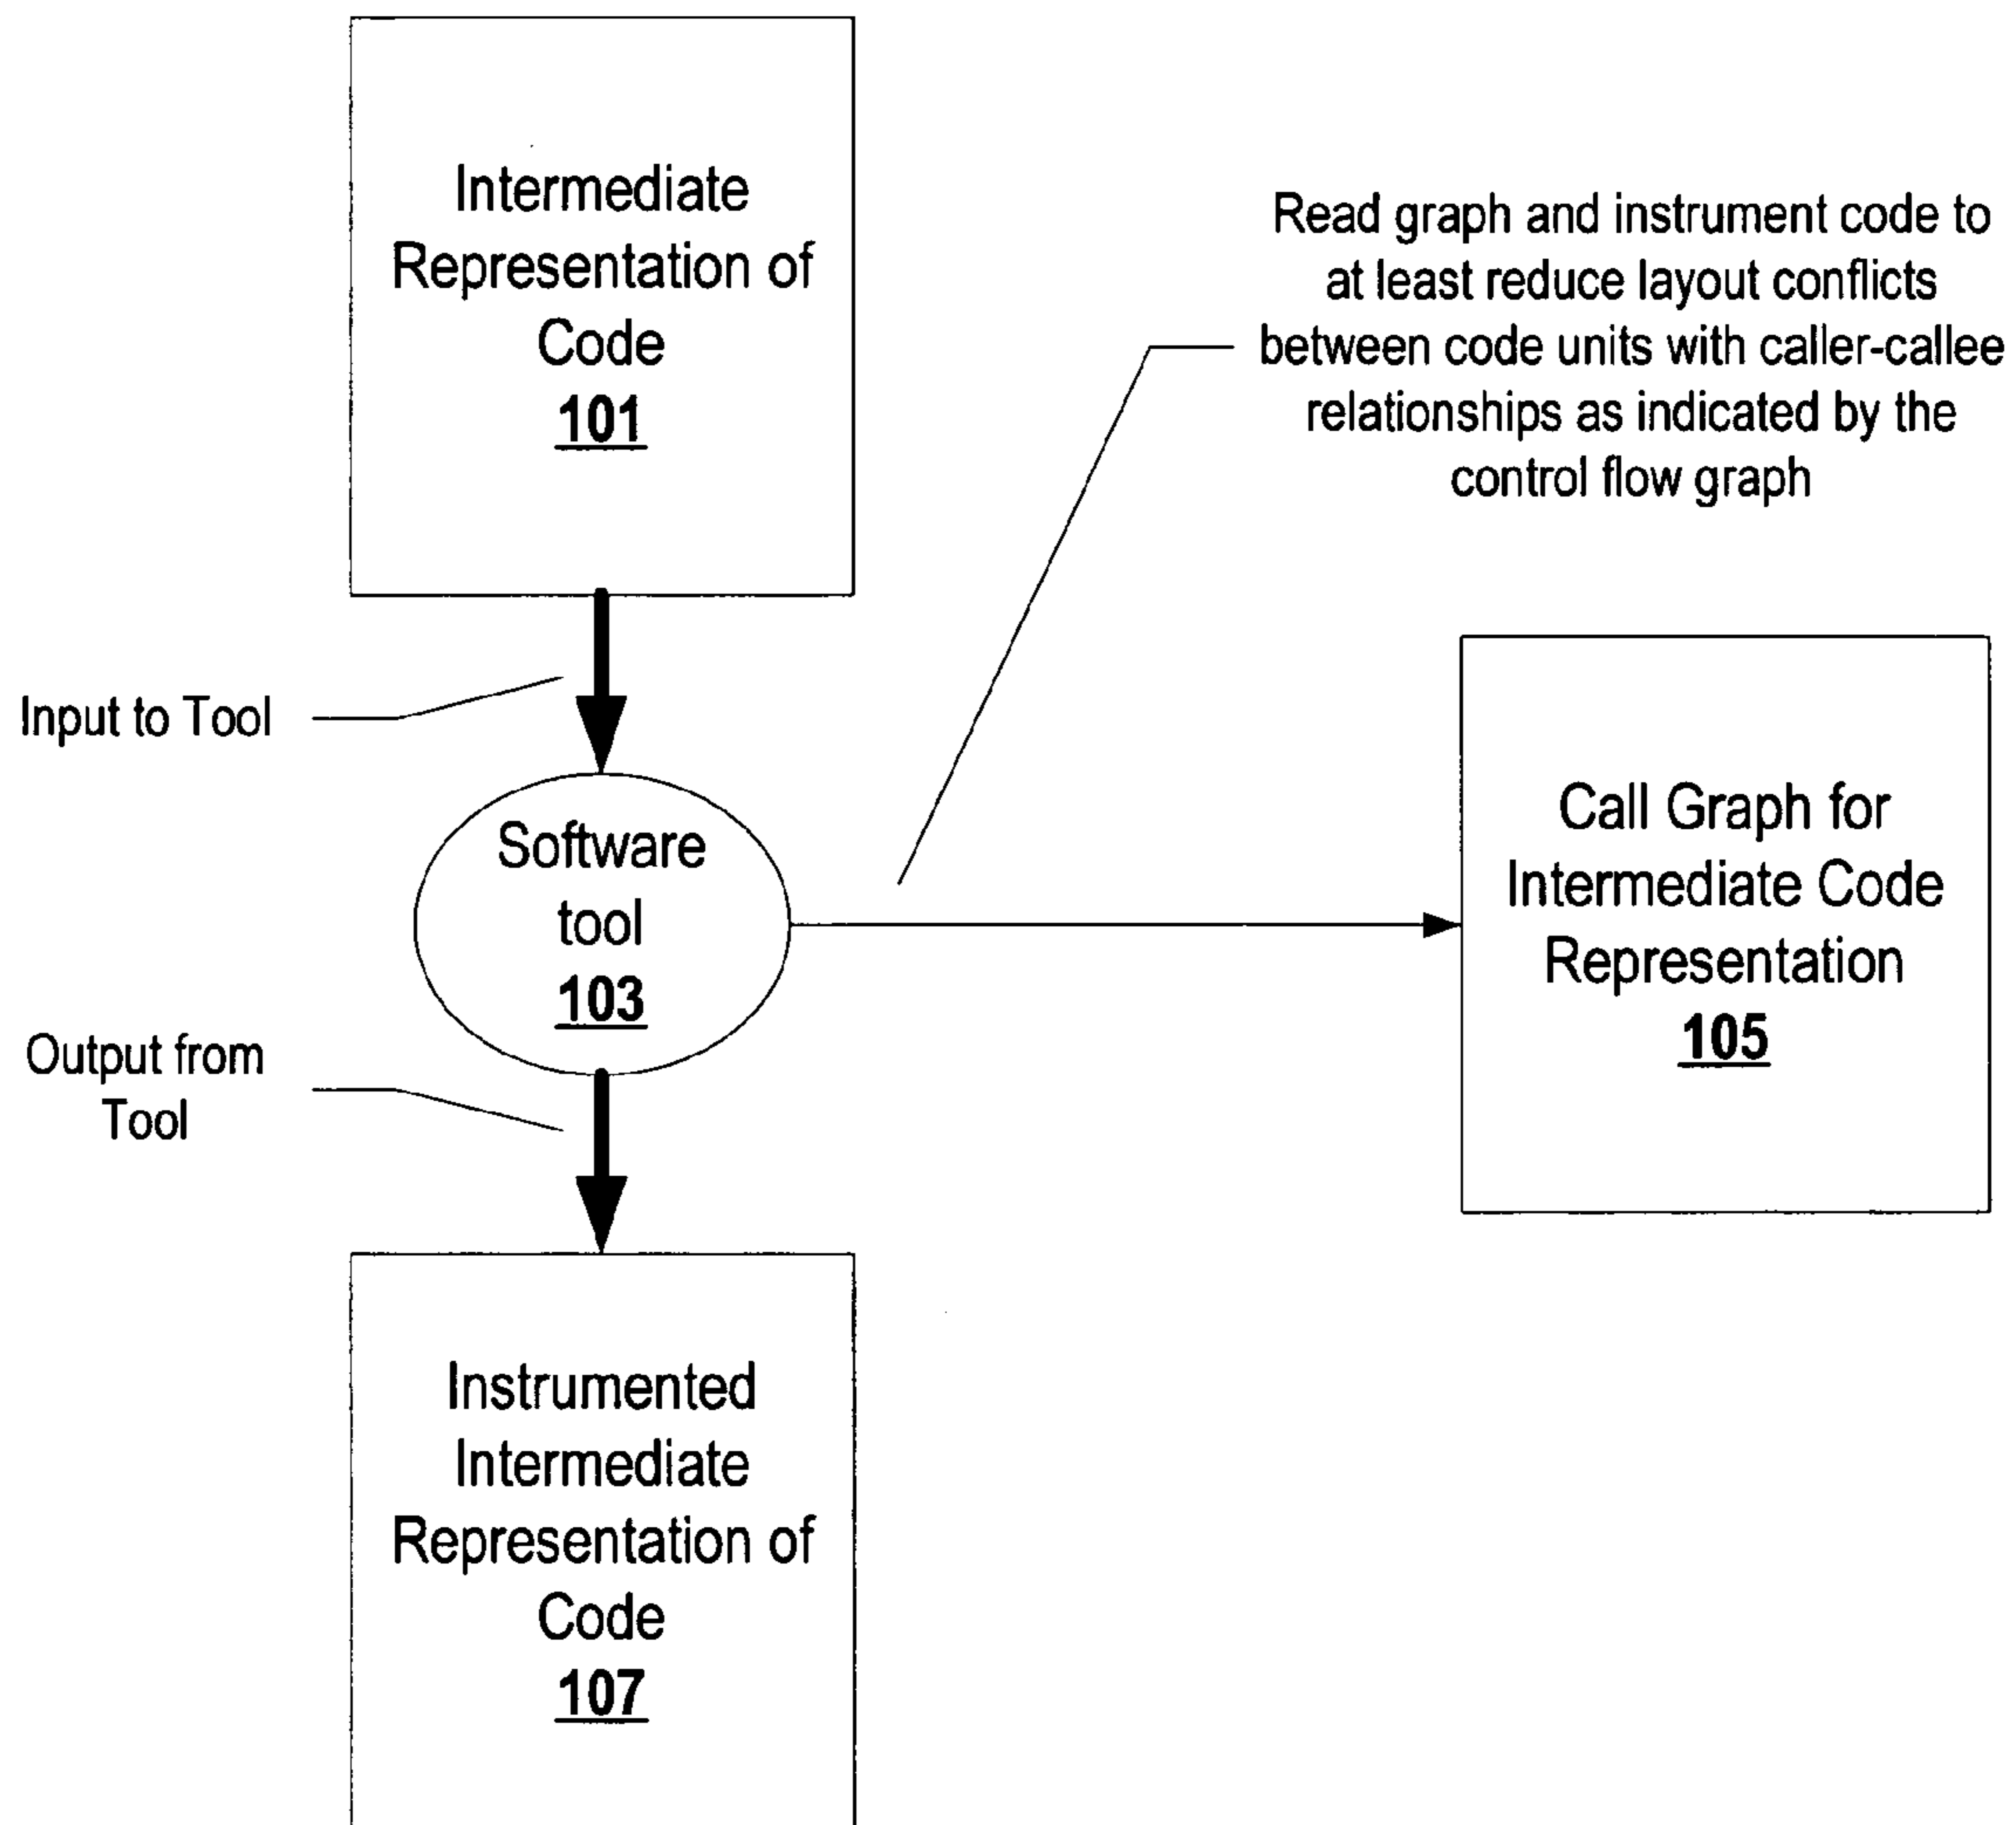 Intermediate
Representation of
Code
101
Read graph and instrument code to
at least reduce layout conflicts
between code units with caller-callee
relationships as indicated by the
control flow graph
Input to Tool
Software
tool
103
Call Graph for
Intermediate Code
Representation
105
Output from
Tool
Instrumented
Intermediate
Representation of
Code
107